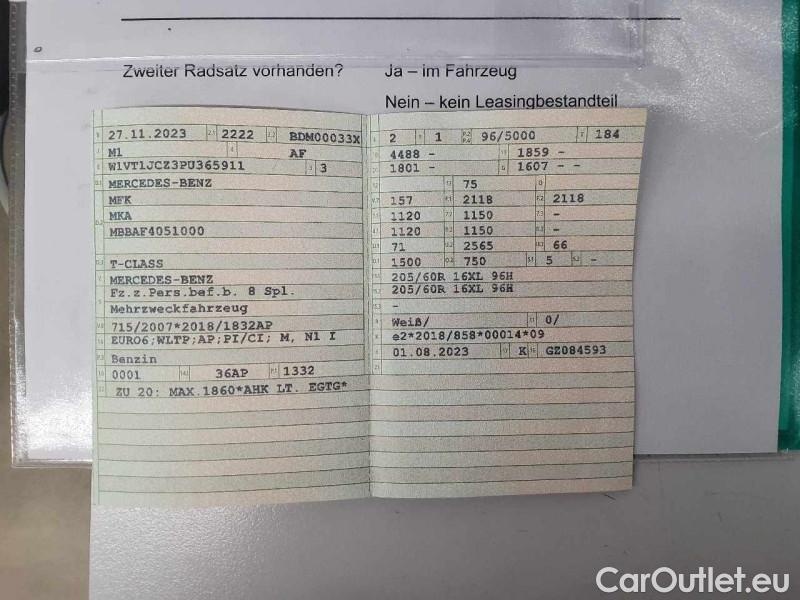 Zweiter Radsatz vorhanden? Ja – im Fahrzeug
Nein – kein Leasingbestandteil
27.11.2023 2222 BDM00033X
M1 AF
W1VT1JCZ3PU365911 3
MERCEDES-BENZ
MFK
MKA
MBBAF4051000
T-CLASS
MERCEDES-BENZ
Fz.z.Pers.bef.b. 8 Spl.
Mehrzweckfahrzeug
715/2007*2018/1832AP
EURO6;WLTP;AP;PI/CI; M, N1 I
Benzin
0001 36AP 1332
ZU 20: MAX.1860*AHK LT. EGTG*
2 1 96/5000 184
4488 - 1859 -
1801 - 1607 --
75
157 2118 2118
1120 1150 -
1120 1150 -
71 2565 66
1500 750 5 -
205/60R 16XL 96H
205/60R 16XL 96H
-
Weiß/ 0/
e2*2018/858*00014*09
01.08.2023 K GZ084593
CarOutlet.eu